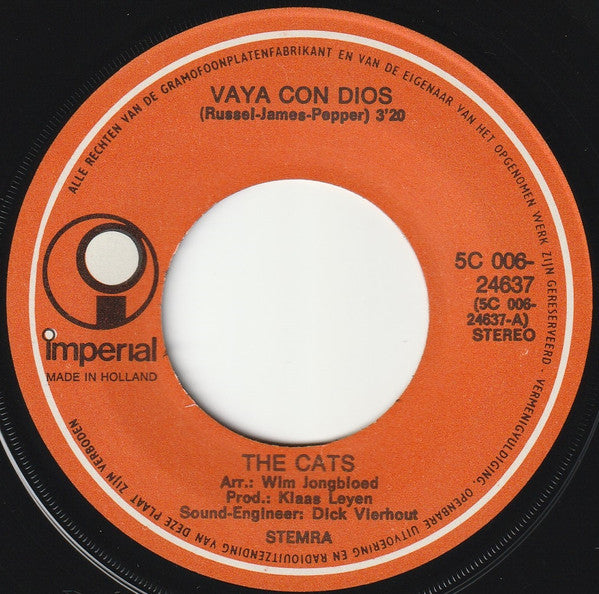 ALLE RECHTEN VAN DE GRAMOFOONPLATENFABRIKANT EN VAN DE EIGENAAR VAN HET OPGENOMEN WERK ZIJN GERESERVEERD - VERMENIGVULDIGING, OPENBARE UITVOERING EN RADIOUITZENDING VAN DEZE PLAAT ZIJN VERBODEN
VAYA CON DIOS
(Russel-James-Pepper) 3'20
5C 006-
24637
(5C 006-
24637-A)
STEREO
imperial
MADE IN HOLLAND
THE CATS
Arr.: Wim Jongbloed
Prod.: Klaas Leyen
Sound-Engineer: Dick Vierhout
STEMRA